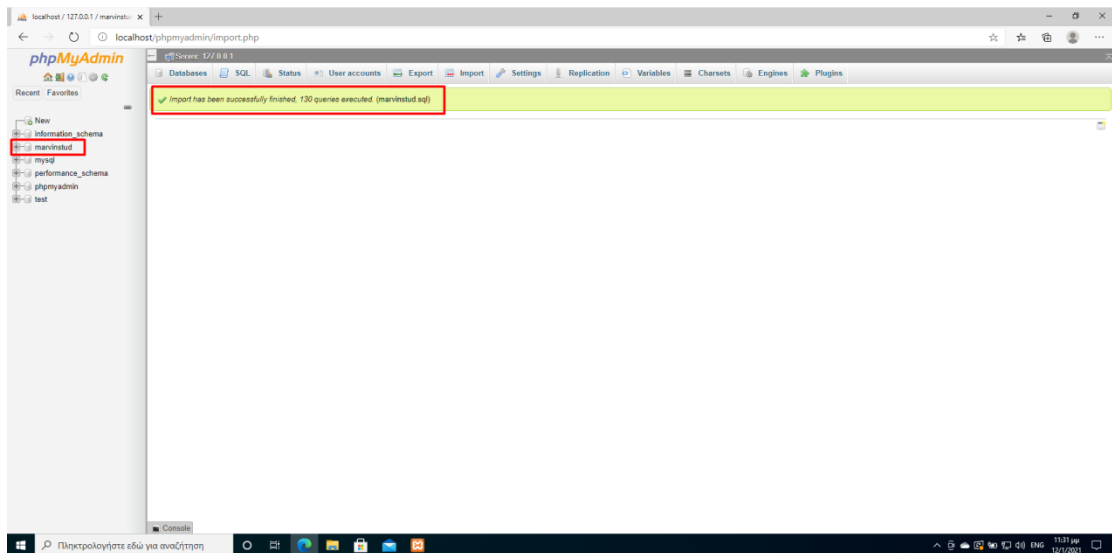 localhost / 127.0.0.1 / marvinstu
localhost/phpmyadmin/import.php
phpMyAdmin
Recent Favorites
New
information_schema
marvinstud
mysql
performance_schema
phpmyadmin
test
Server: 127.0.0.1
Databases SQL Status User accounts Export Import Settings Replication Variables Charsets Engines Plugins
Import has been successfully finished, 130 queries executed. (marvinstud.sql)
Console
Πληκτρολογήστε εδώ για αναζήτηση
ENG
11:31 μμ
12/1/2021